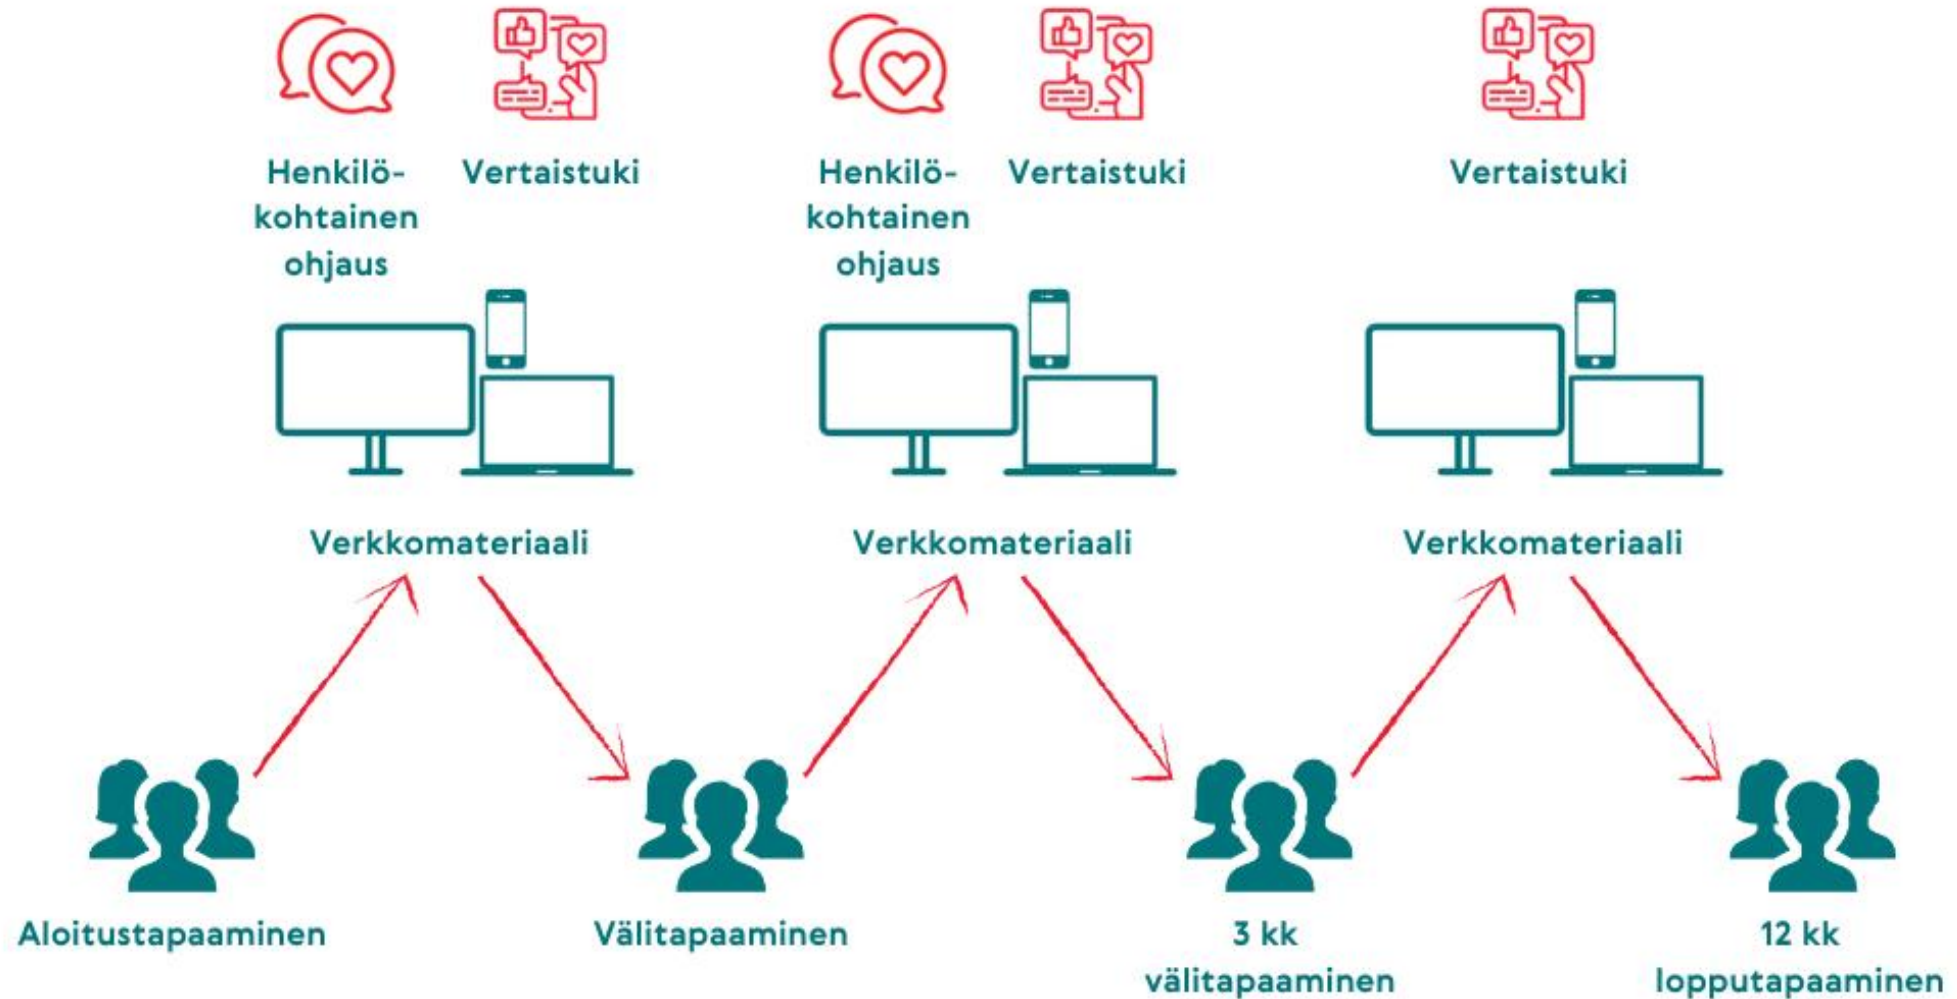 Henkilö-
kohtainen
ohjaus
Vertaistuki
Henkilö-
kohtainen
ohjaus
Vertaistuki
Vertaistuki
Verkkomateriaali
Verkkomateriaali
Verkkomateriaali
Aloitustapaaminen
Välitapaaminen
3 kk
välitapaaminen
12 kk
lopputapaaminen